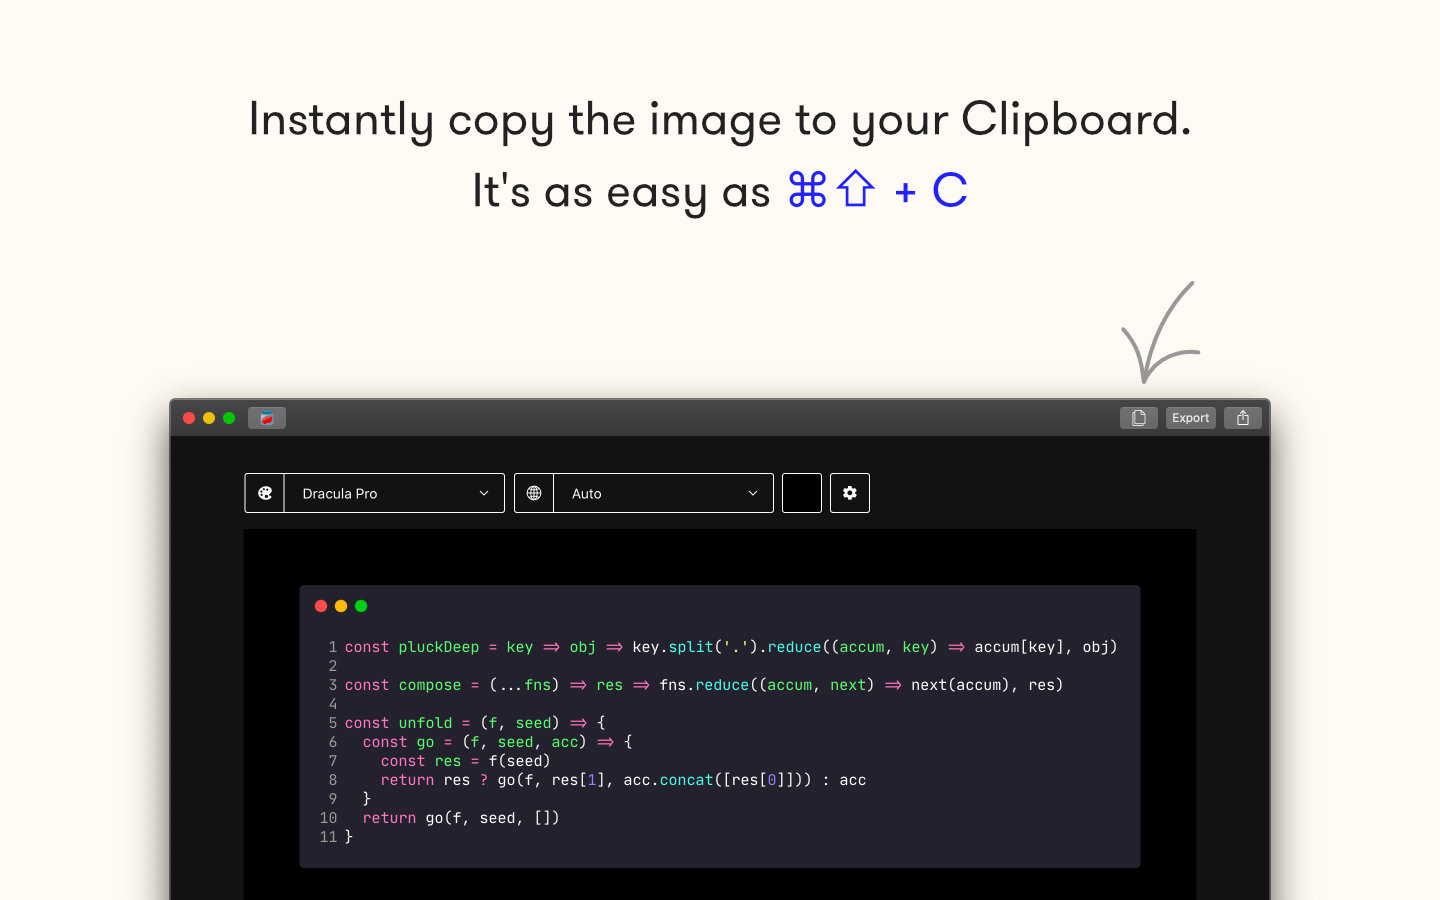 Instantly copy the image to your Clipboard.
It's as easy as ⌘⇧ + C
Export
Dracula Pro
Auto
1 const pluckDeep = key => obj => key.split('.').reduce((accum, key) => accum[key], obj)
2
3 const compose = (...fns) => res => fns.reduce((accum, next) => next(accum), res)
4
5 const unfold = (f, seed) => {
6   const go = (f, seed, acc) => {
7     const res = f(seed)
8     return res ? go(f, res[1], acc.concat([res[0]])) : acc
9   }
10   return go(f, seed, [])
11 }